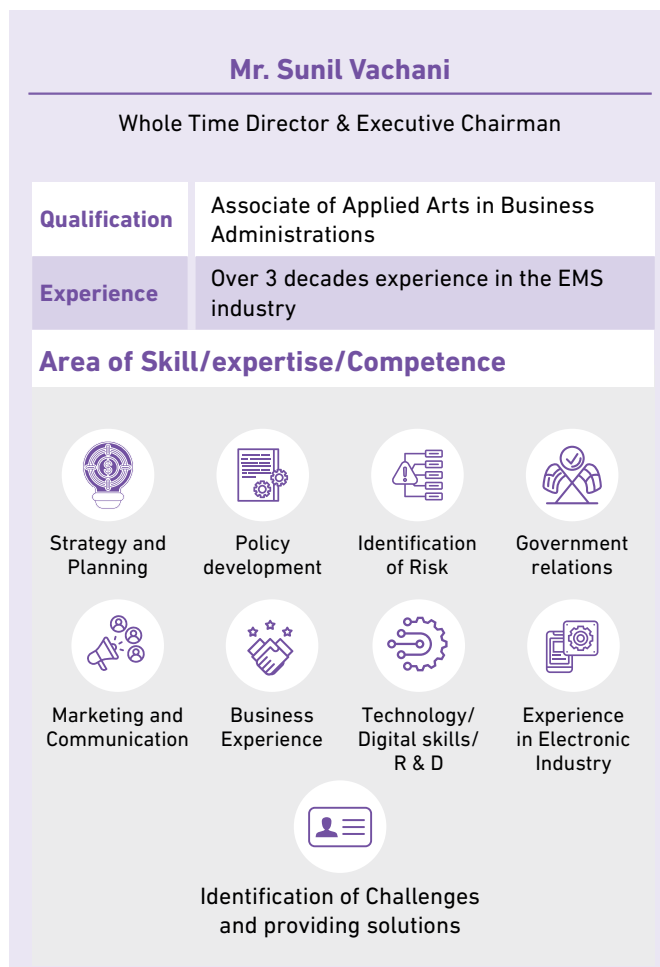 Mr. Sunil Vachani
Whole Time Director & Executive Chairman
Qualification
Associate of Applied Arts in Business
Administrations
Experience
Over 3 decades experience in the EMS
industry
Area of Skill/expertise/Competence
Strategy and
Planning
Policy
development
Identification
of Risk
Government
relations
Marketing and
Communication
Business
Experience
Technology/
Digital skills/
R & D
Experience
in Electronic
Industry
Identification of Challenges
and providing solutions